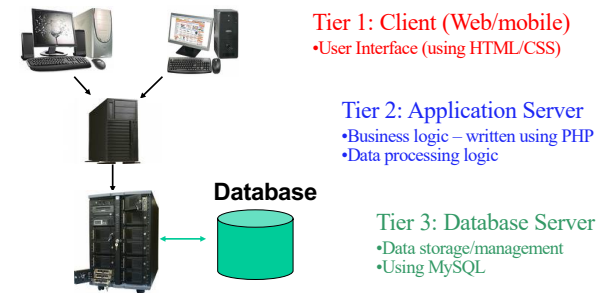 Tier 1: Client (Web/mobile)
•User Interface (using HTML/CSS)
Tier 2: Application Server
•Business logic – written using PHP
•Data processing logic
Database
Tier 3: Database Server
•Data storage/management
•Using MySQL